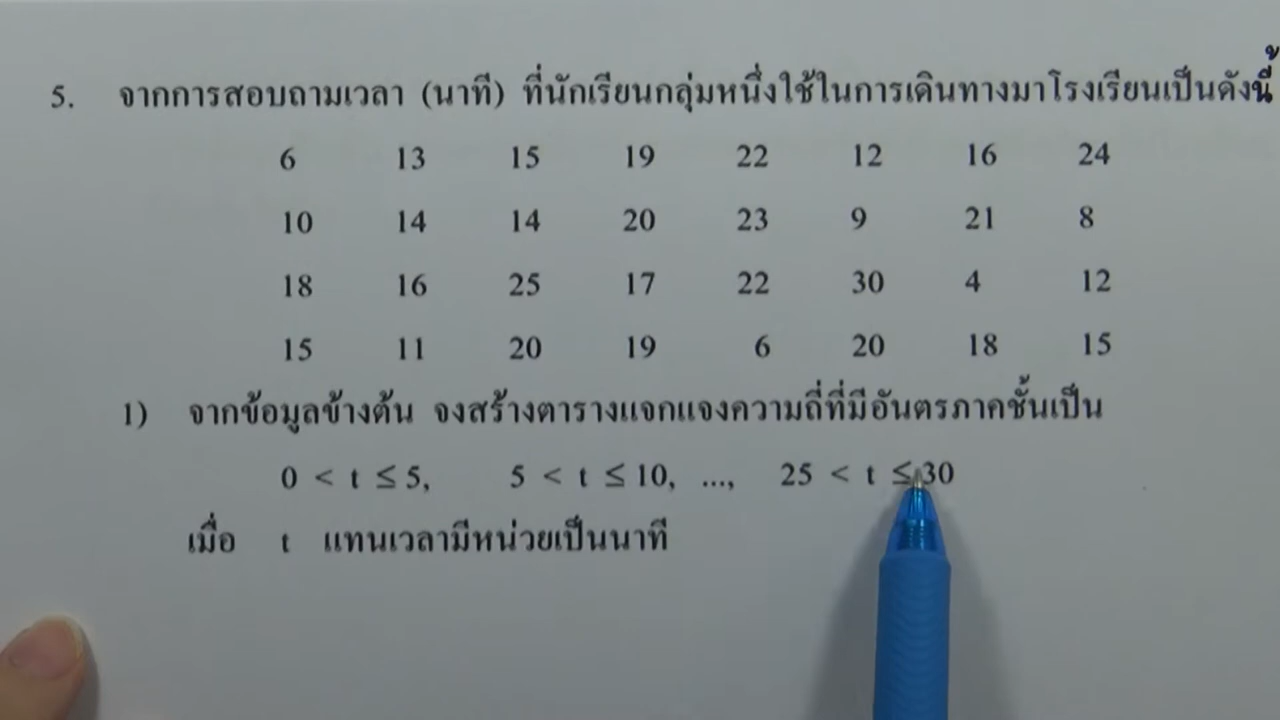 5. จากการสอบถามเวลา (นาที) ที่นักเรียนกลุ่มหนึ่งใช้ในการเดินทางมาโรงเรียนเป็นดังนี้
6 13 15 19 22 12 16 24
10 14 14 20 23 9 21 8
18 16 25 17 22 30 4 12
15 11 20 19 6 20 18 15
1) จากข้อมูลข้างต้น จงสร้างตารางแจกแจงความถี่ที่มีอันตรภาคชั้นเป็น
0 < t ≤ 5, 5 < t ≤ 10, ..., 25 < t ≤ 30
เมื่อ t แทนเวลามีหน่วยเป็นนาที